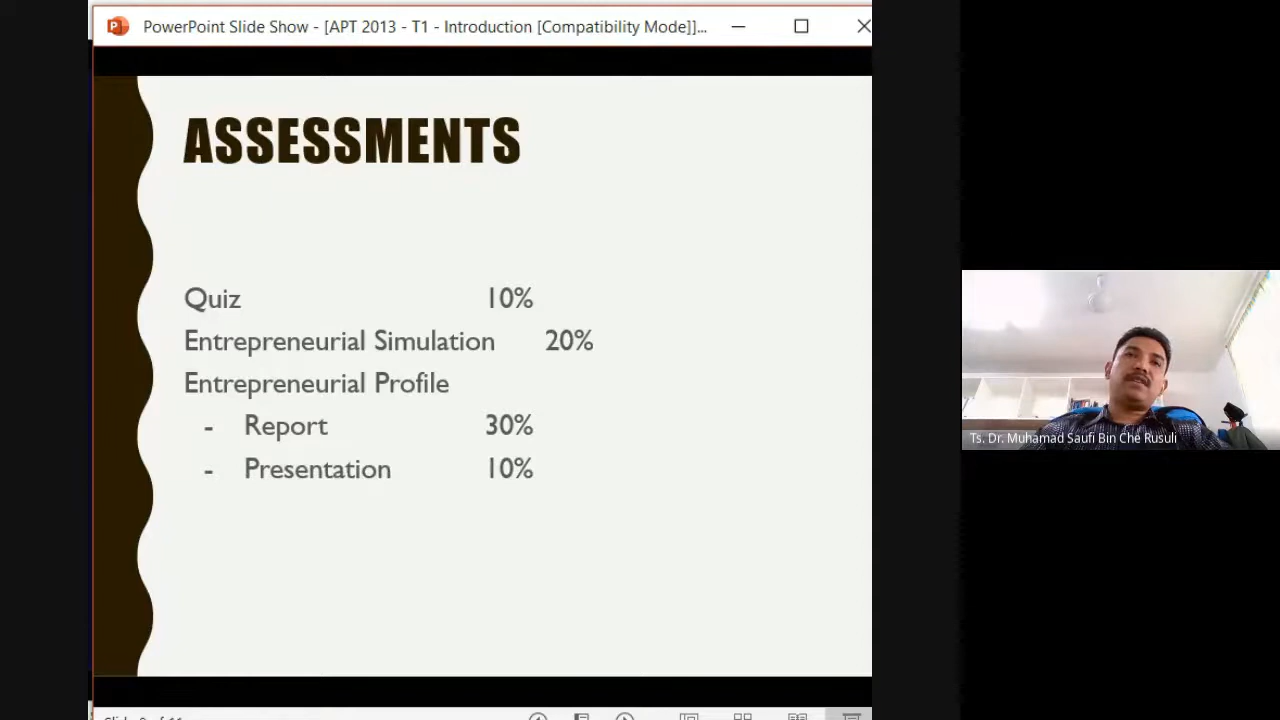 PowerPoint Slide Show - [APT 2013 - T1 - Introduction [Compatibility Mode]]...
ASSESSMENTS
Quiz 10%
Entrepreneurial Simulation 20%
Entrepreneurial Profile
- Report 30%
- Presentation 10%
Ts. Dr. Muhamad Saufi Bin Che Rusuli